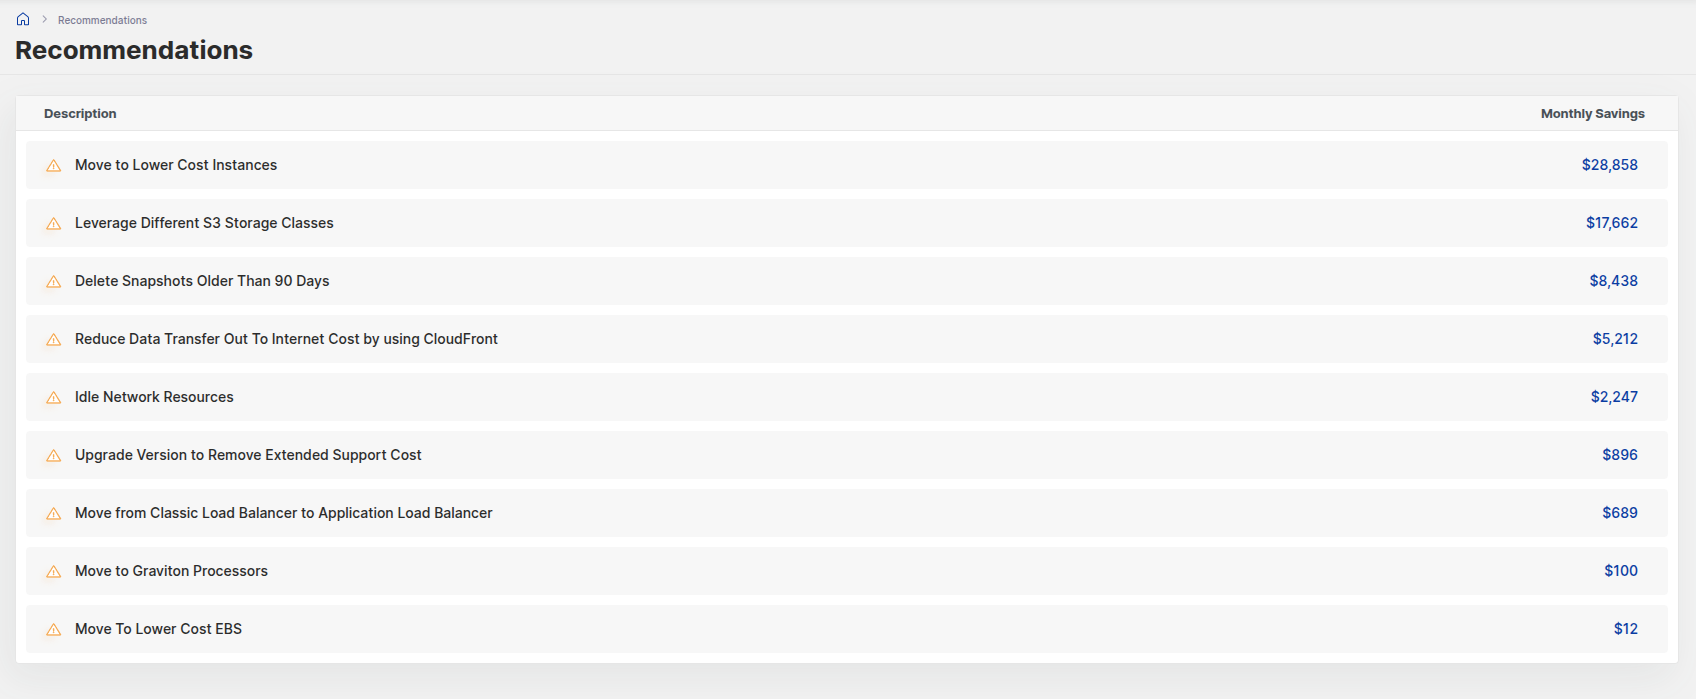 Recommendations
Recommendations
Description Monthly Savings
Move to Lower Cost Instances $28,858
Leverage Different S3 Storage Classes $17,662
Delete Snapshots Older Than 90 Days $8,438
Reduce Data Transfer Out To Internet Cost by using CloudFront $5,212
Idle Network Resources $2,247
Upgrade Version to Remove Extended Support Cost $896
Move from Classic Load Balancer to Application Load Balancer $689
Move to Graviton Processors $100
Move To Lower Cost EBS $12